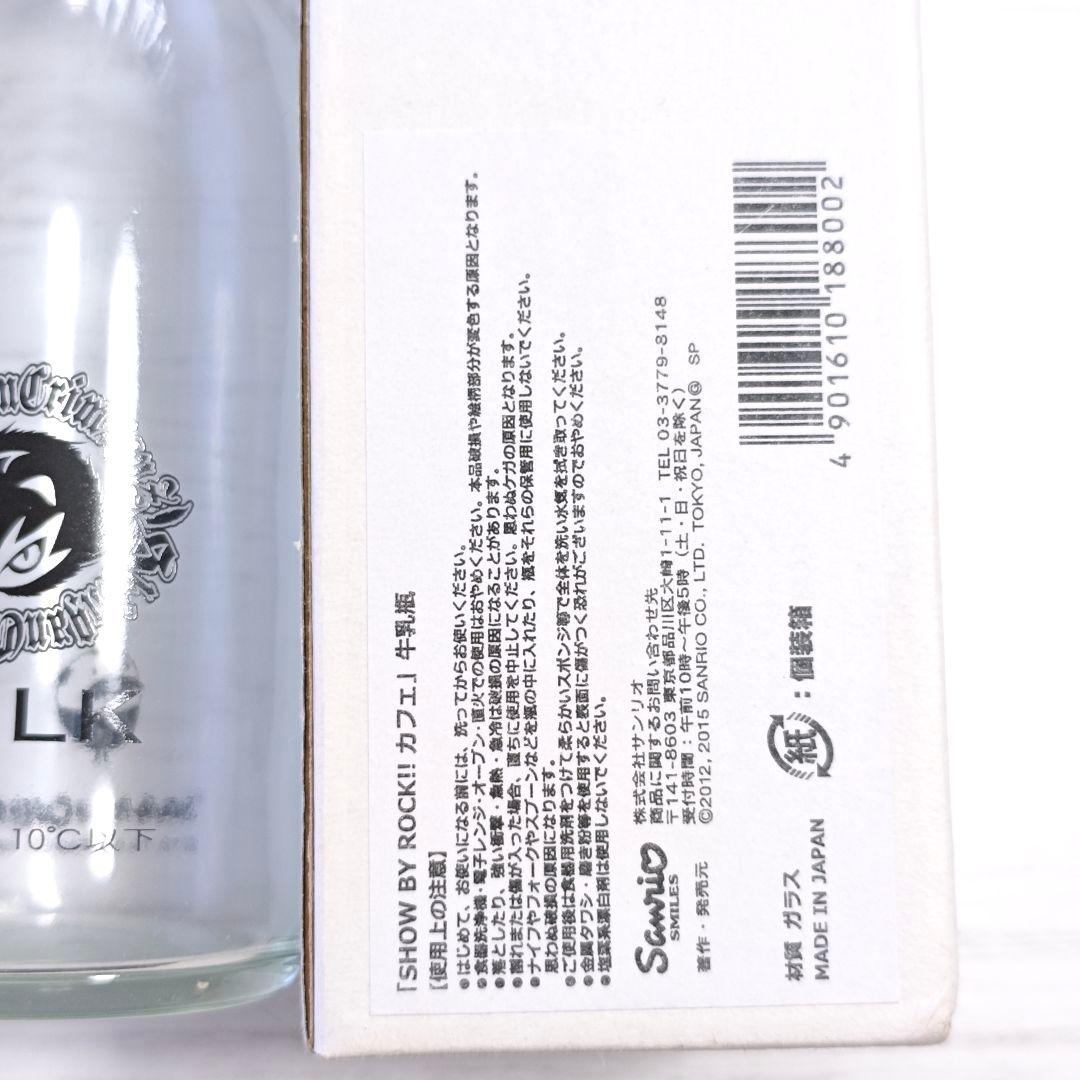 「SHOW BY ROCK!! カフェ」 牛乳瓶
【使用上の注意】
●はじめて、お使いになる前には、洗ってからお使いください。
●食器洗浄機・電子レンジ・オーブン・直火での使用はおやめください。本品破損や絵柄部分が変色する原因となります。
●落としたり、強い衝撃・無熱・急冷は破損の原因になることがあります。
●割れまたは傷が入った場合、直ちに使用を中止してください。思わぬケガの原因となります。
●ナイフやフォークやスプーンなどを瓶の中に入れたり、瓶をそれらの保管用に使用しないでください。
思わぬ破損の原因になります。
●ご使用後は食器用洗剤をつけて柔らかいスポンジ等で全体を洗い水気を拭き取ってください。
●金属タワシ・磨き粉等を使用すると表面に傷がつく恐れがございますのでおやめください。
●塩素系漂白剤は使用しないでください。
Sanrio
SMILES
著作・発売元
株式会社サンリオ
商品に関するお問い合わせ先
〒141-8603 東京都品川区大崎1-11-1 TEL 03-3779-8148
受付時間：午前10時～午後5時（土・日・祝日を除く）
©2012, 2015 SANRIO CO., LTD. TOKYO, JAPAN Ⓖ SP
材質 ガラス
MADE IN JAPAN
紙：個装箱
4901610188002
LK
10℃以下